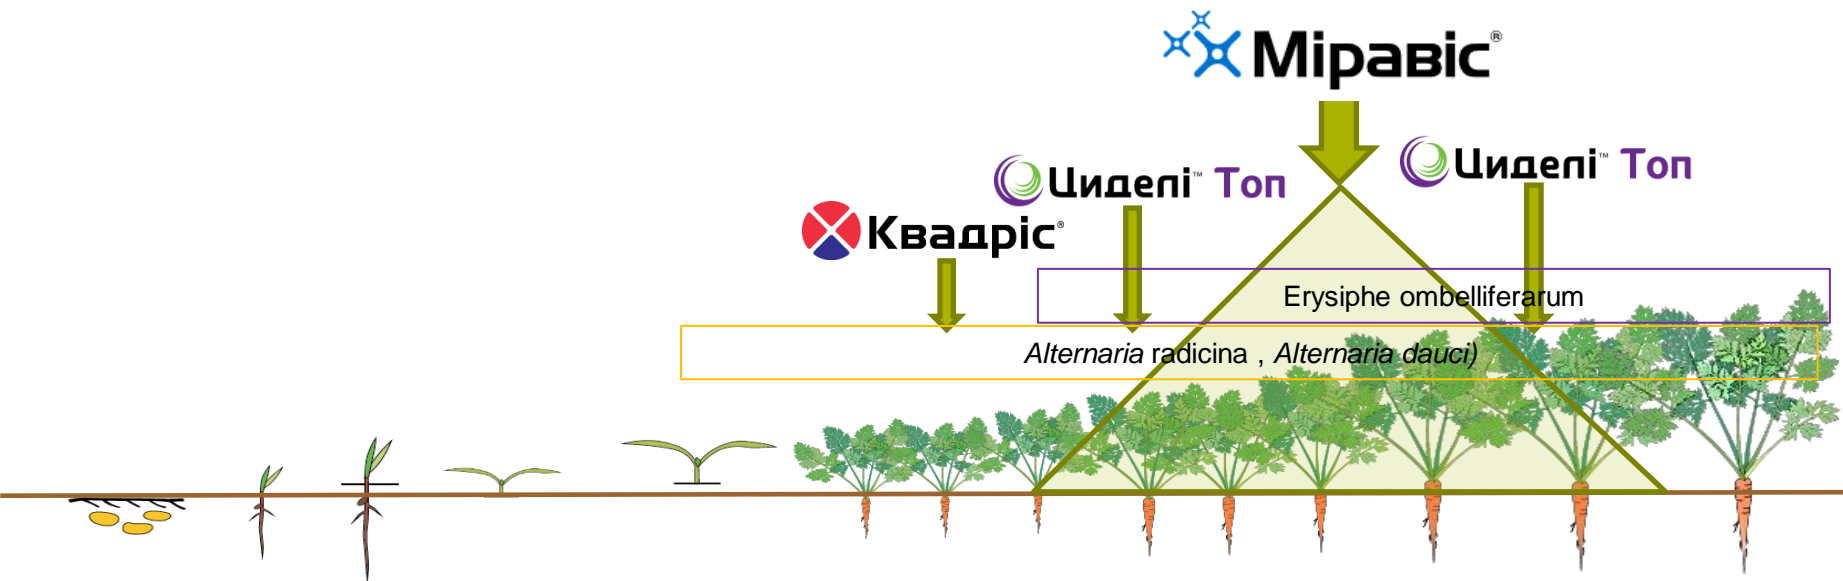 Міравіс®
Циделі™ Топ
Циделі™ Топ
Квадріс®
Erysiphe ombelliferarum
Alternaria radicina , Alternaria dauci)